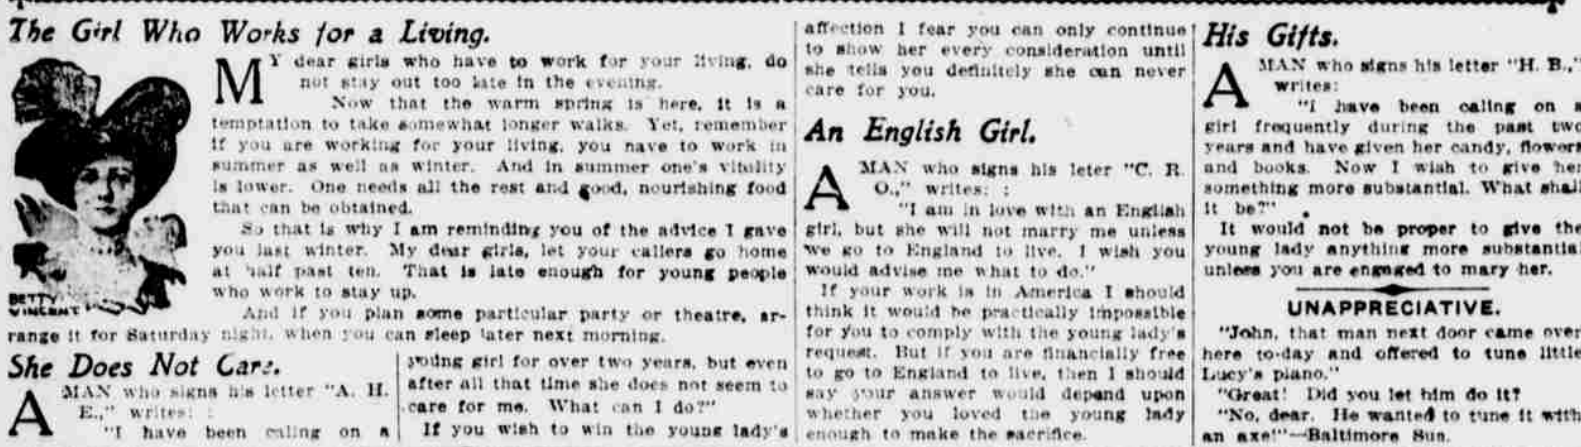 The Girl Who Works for a Living.
MY dear girls who have to work for your living, do
not stay out too late in the evening.
Now that the warm spring is here, it is a
temptation to take somewhat longer walks. Yet, remember
if you are working for your living, you nave to work in
summer as well as winter. And in summer one's vitality
is lower. One needs all the rest and good, nourishing food
that can be obtained.
So that is why I am reminding you of the advice I gave
you last winter. My dear girls, let your callers go home
at half past ten. That is late enough for young people
who work to stay up.
And if you plan some particular party or theatre, ar-
range it for Saturday night, when you can sleep later next morning.
BETTY
VINCENT
She Does Not Care.
A MAN who signs his letter "A. H.
E.," writes: :
"I have been caling on a
young girl for over two years, but even
after all that time she does not seem to
care for me. What can I do?"
If you wish to win the young lady's
affection I fear you can only continue
to show her every consideration until
she tells you definitely she can never
care for you.
An English Girl.
A MAN who signs his leter "C. R.
O.," writes: :
"I am in love with an English
girl, but she will not marry me unless
we go to England to live. I wish you
would advise me what to do."
If your work is in America I should
think it would be practically impossible
for you to comply with the young lady's
request. But if you are financially free
to go to England to live, then I should
say your answer would depend upon
whether you loved the young lady
enough to make the sacrifice.
His Gifts.
A MAN who signs his letter "H. B.,"
writes:
"I have been caling on a
girl frequently during the past two
years and have given her candy, flowers
and books. Now I wish to give her
something more substantial. What shall
it be?"
It would not be proper to give the
young lady anything more substantial
unless you are engaged to mary her.
UNAPPRECIATIVE.
"John, that man next door came over
here to-day and offered to tune little
Lucy's piano."
"Great! Did you let him do it?
"No, dear. He wanted to tune it with
an axe!"—Baltimore Sun.